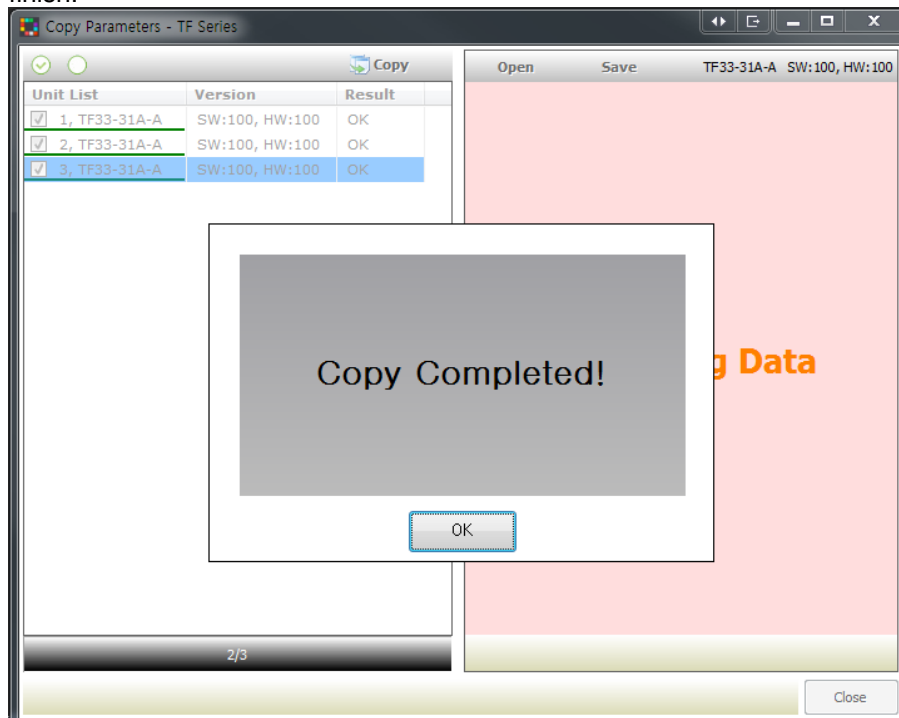 Copy Parameters - TF Series
Copy
Open Save TF33-31A-A SW:100, HW:100
Unit List Version Result
1, TF33-31A-A SW:100, HW:100 OK
2, TF33-31A-A SW:100, HW:100 OK
3, TF33-31A-A SW:100, HW:100 OK
Copy Completed!
g Data
OK
2/3
Close